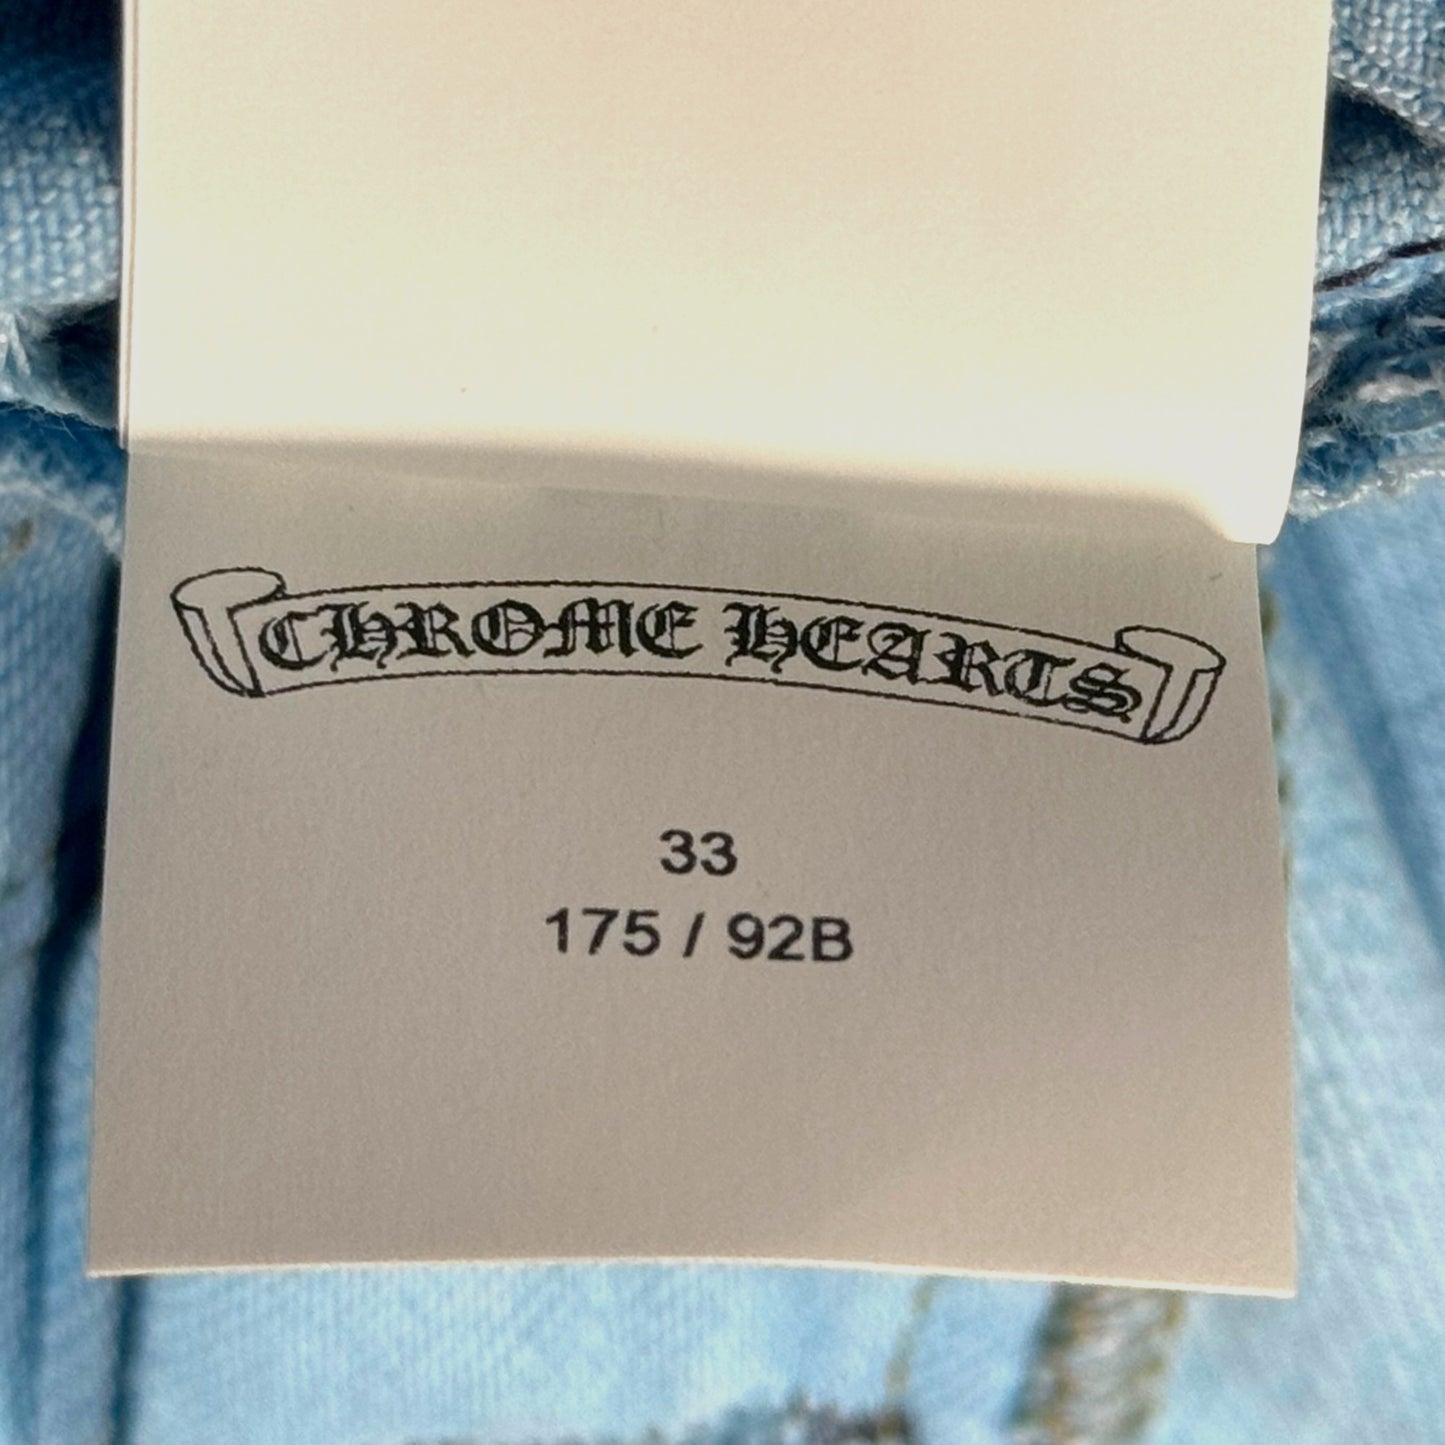 CHROME HEARTS
33
175 / 92B